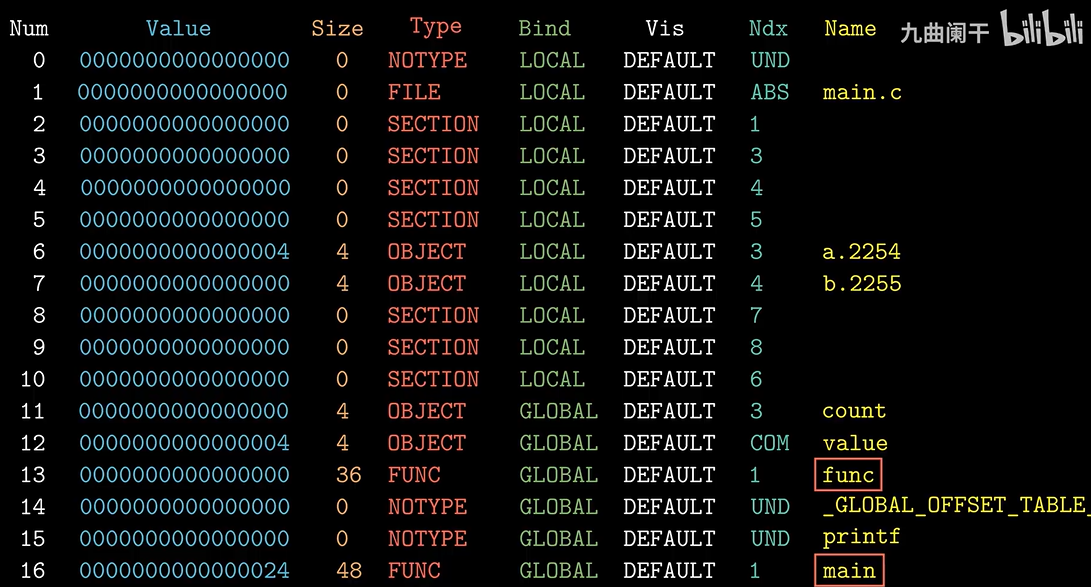 Num Value Size Type Bind Vis Ndx Name 九曲阑干 bilibili
0 0000000000000000 0 NOTYPE LOCAL DEFAULT UND
1 0000000000000000 0 FILE LOCAL DEFAULT ABS main.c
2 0000000000000000 0 SECTION LOCAL DEFAULT 1
3 0000000000000000 0 SECTION LOCAL DEFAULT 3
4 0000000000000000 0 SECTION LOCAL DEFAULT 4
5 0000000000000000 0 SECTION LOCAL DEFAULT 5
6 0000000000000004 4 OBJECT LOCAL DEFAULT 3 a.2254
7 0000000000000000 4 OBJECT LOCAL DEFAULT 4 b.2255
8 0000000000000000 0 SECTION LOCAL DEFAULT 7
9 0000000000000000 0 SECTION LOCAL DEFAULT 8
10 0000000000000000 0 SECTION LOCAL DEFAULT 6
11 0000000000000000 4 OBJECT GLOBAL DEFAULT 3 count
12 0000000000000004 4 OBJECT GLOBAL DEFAULT COM value
13 0000000000000000 36 FUNC GLOBAL DEFAULT 1 func
14 0000000000000000 0 NOTYPE GLOBAL DEFAULT UND _GLOBAL_OFFSET_TABLE_
15 0000000000000000 0 NOTYPE GLOBAL DEFAULT UND printf
16 0000000000000024 48 FUNC GLOBAL DEFAULT 1 main